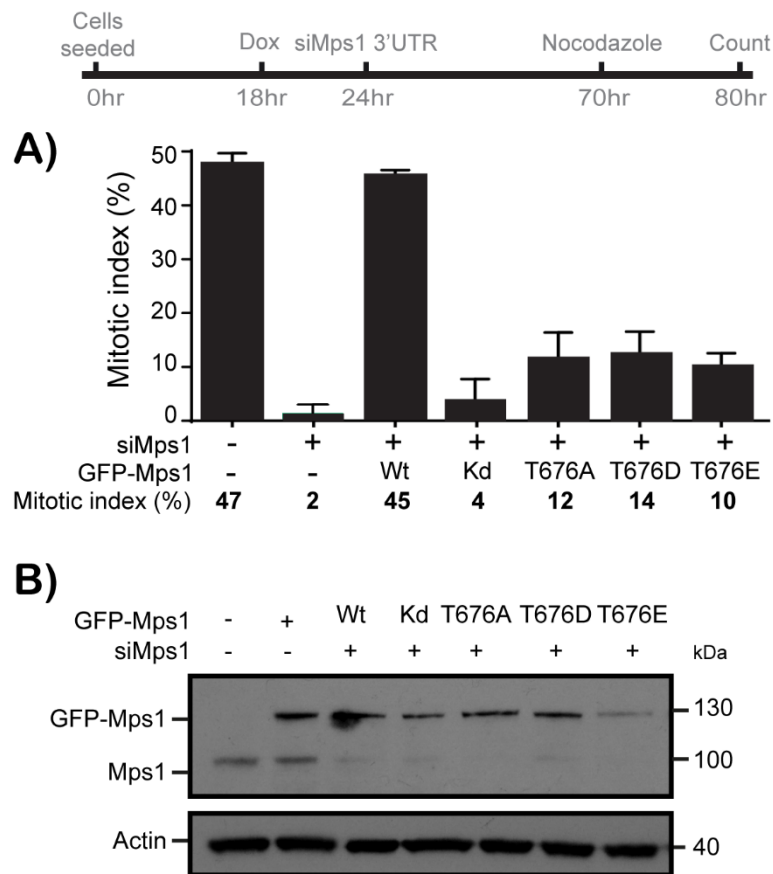 Cells seeded Dox siMps1 3'UTR Nocodazole Count
0hr 18hr 24hr 70hr 80hr
A)
Mitotic index (%)
50
40
30
20
10
0
siMps1 - + + + + + +
GFP-Mps1 - - Wt Kd T676A T676D T676E
Mitotic index (%) 47 2 45 4 12 14 10
B)
GFP-Mps1 - + Wt Kd T676A T676D T676E
siMps1 - - + + + + + kDa
GFP-Mps1 130
Mps1 100
Actin 40